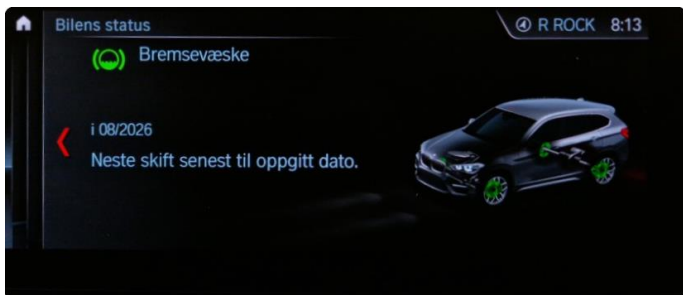 Bilens status
R ROCK 8:13
Bremsevæske
i 08/2026
Neste skift senest til oppgitt dato.